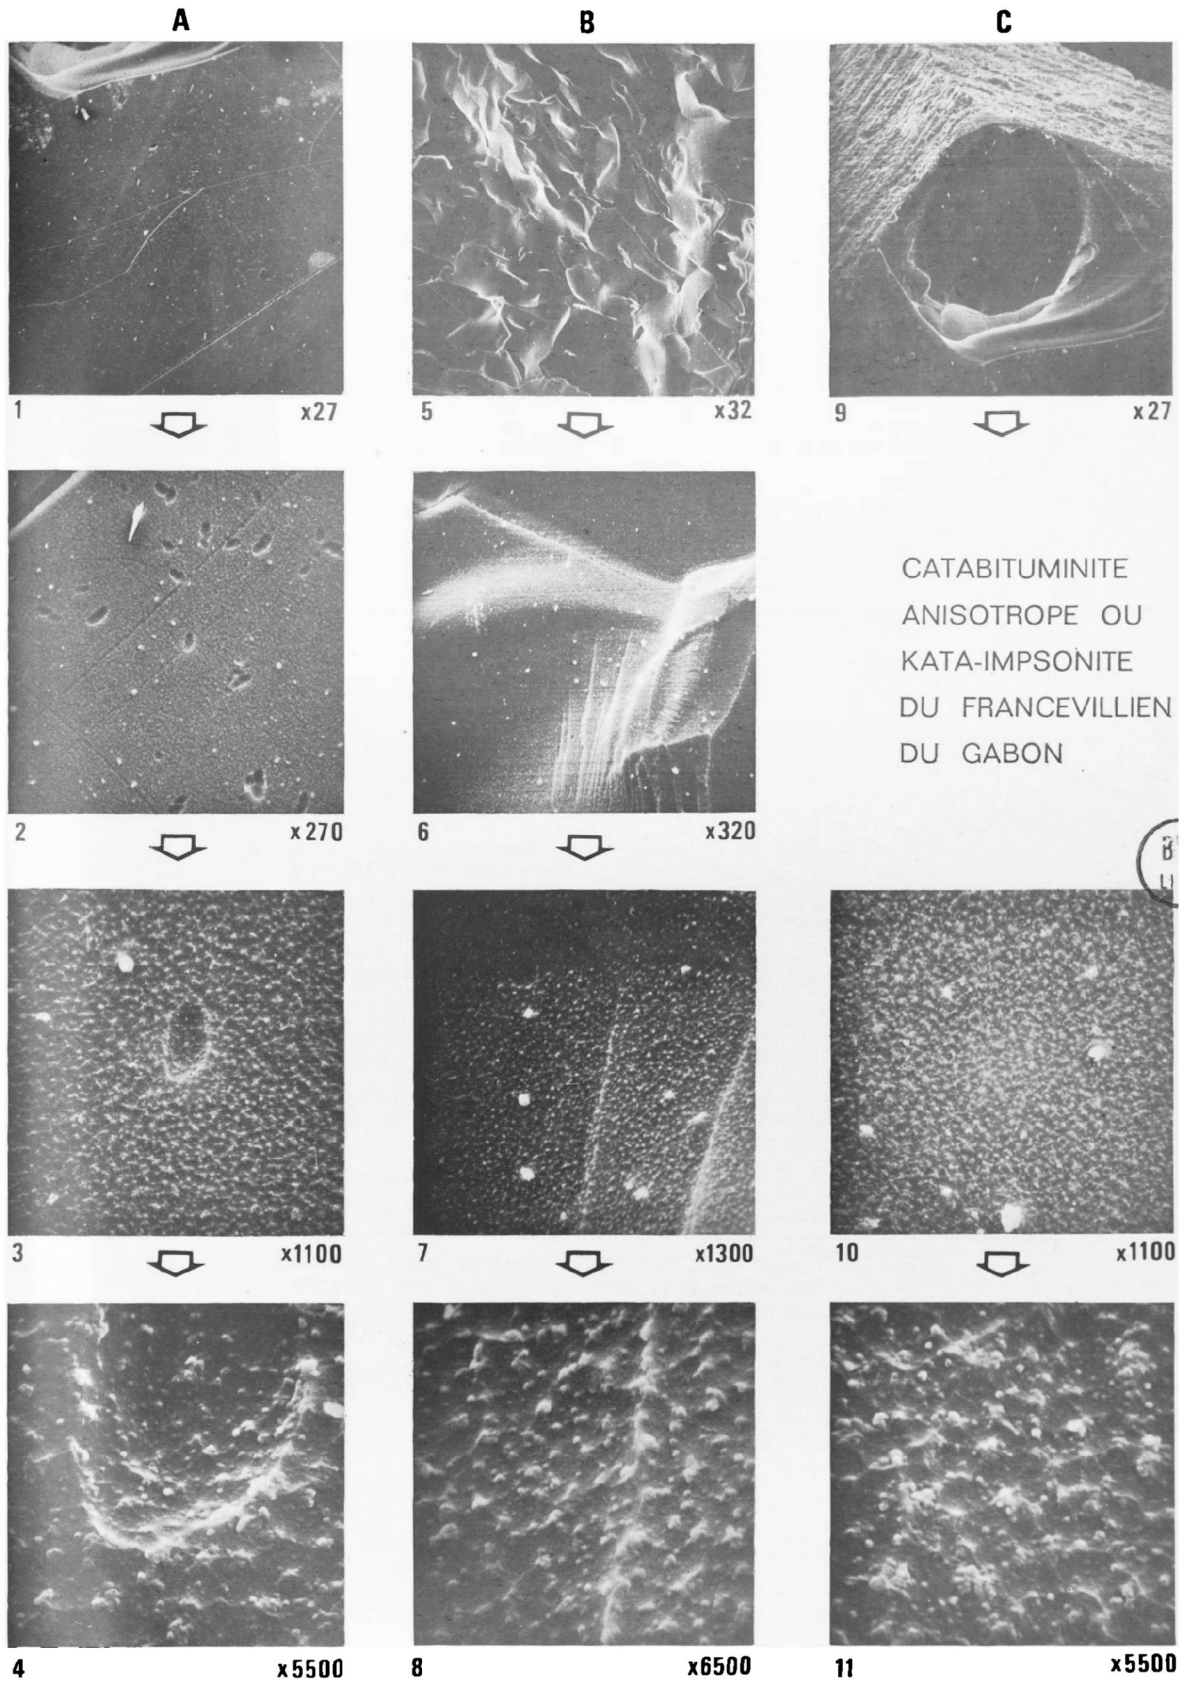 A B C
1 x27 5 x32 9 x27
CATABITUMINITE
ANISOTROPE OU
KATA-IMPSONITE
DU FRANCEVILLIEN
DU GABON
2 x270 6 x320
3 x1100 7 x1300 10 x1100
4 x5500 8 x6500 11 x5500